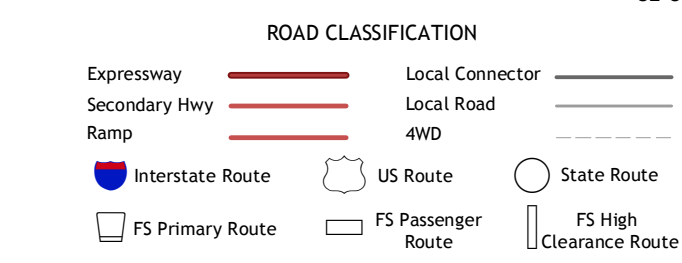 ROAD CLASSIFICATION
Expressway
Local Connector
Secondary Hwy
Local Road
Ramp
4WD
Interstate Route
US Route
State Route
FS Primary Route
FS Passenger
Route
FS High
Clearance Route